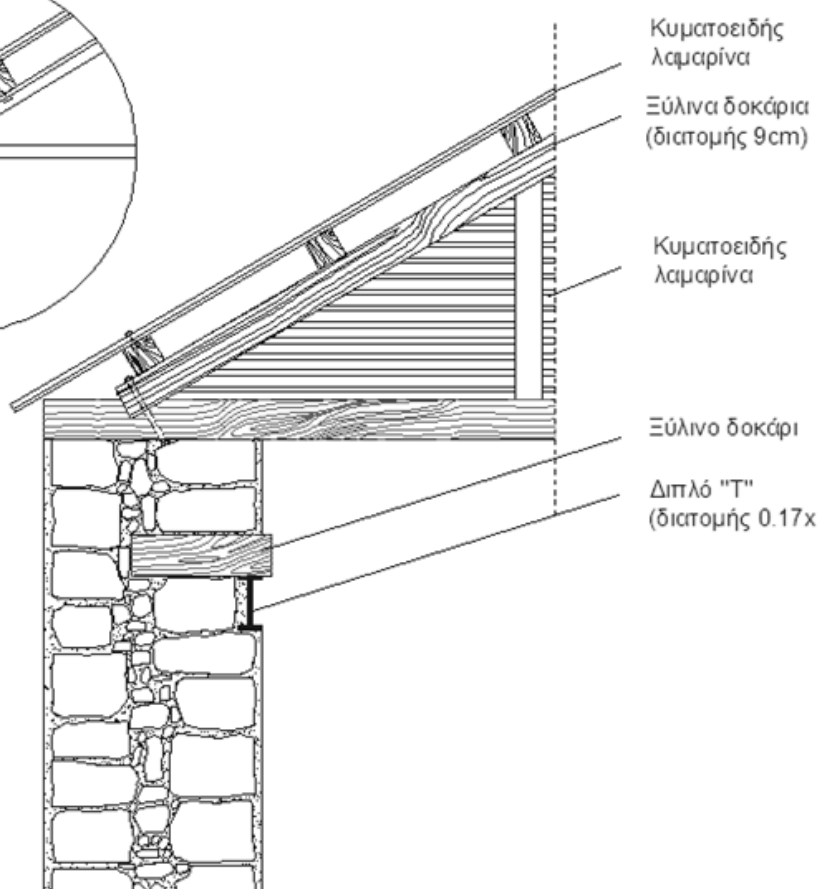 Κυματοειδής
λαμαρίνα
Ξύλινα δοκάρια
(διατομής 9cm)
Κυματοειδής
λαμαρίνα
Ξύλινο δοκάρι
Διπλό "Τ"
(διατομής 0.17x